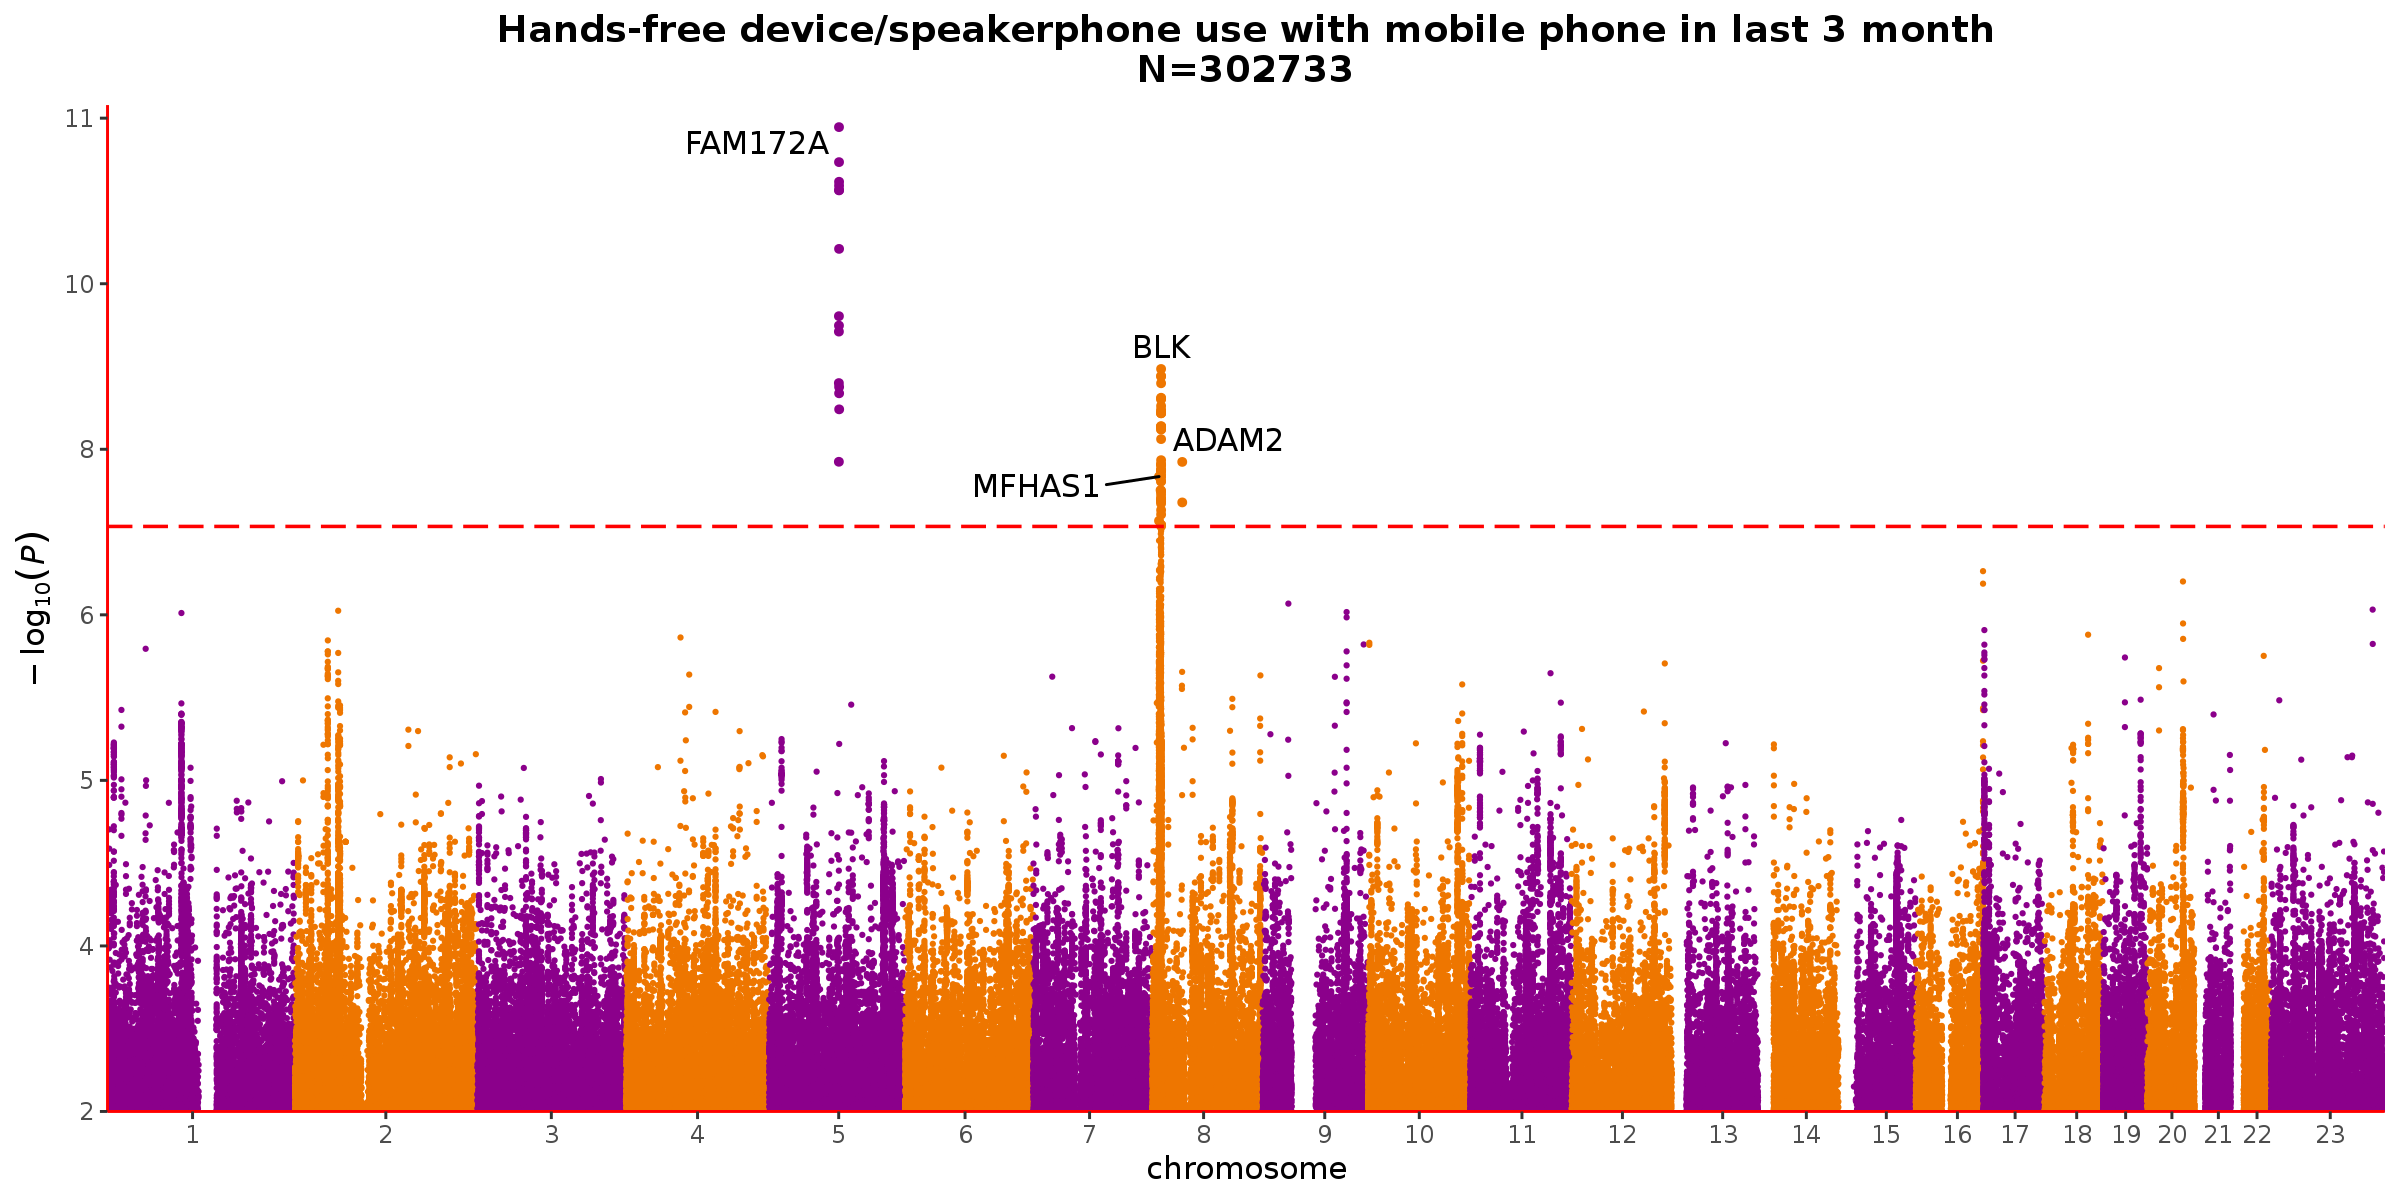 Hands-free device/speakerphone use with mobile phone in last 3 month
N=302733
11
FAM172A
10
BLK
8
ADAM2
MFHAS1
−log10(P)
6
5
4
2
1 2 3 4 5 6 7 8 9 10 11 12 13 14 15 16 17 18 19 20 21 22 23
chromosome